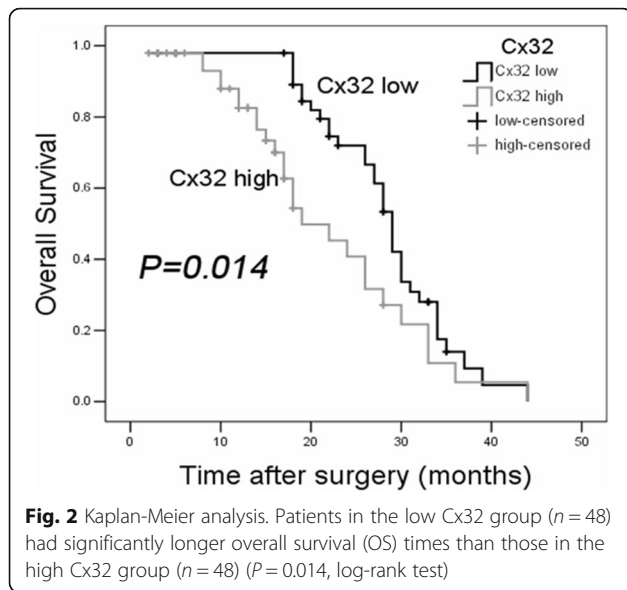 Cx32
Cx32 low
Cx32 high
low-censored
high-censored
Cx32 low
Cx32 high
P=0.014
Overall Survival
1.0
0.8
0.6
0.4
0.2
0.0
0 10 20 30 40 50
Time after surgery (months)
Fig. 2 Kaplan-Meier analysis. Patients in the low Cx32 group (n = 48)
had significantly longer overall survival (OS) times than those in the
high Cx32 group (n = 48) (P = 0.014, log-rank test)